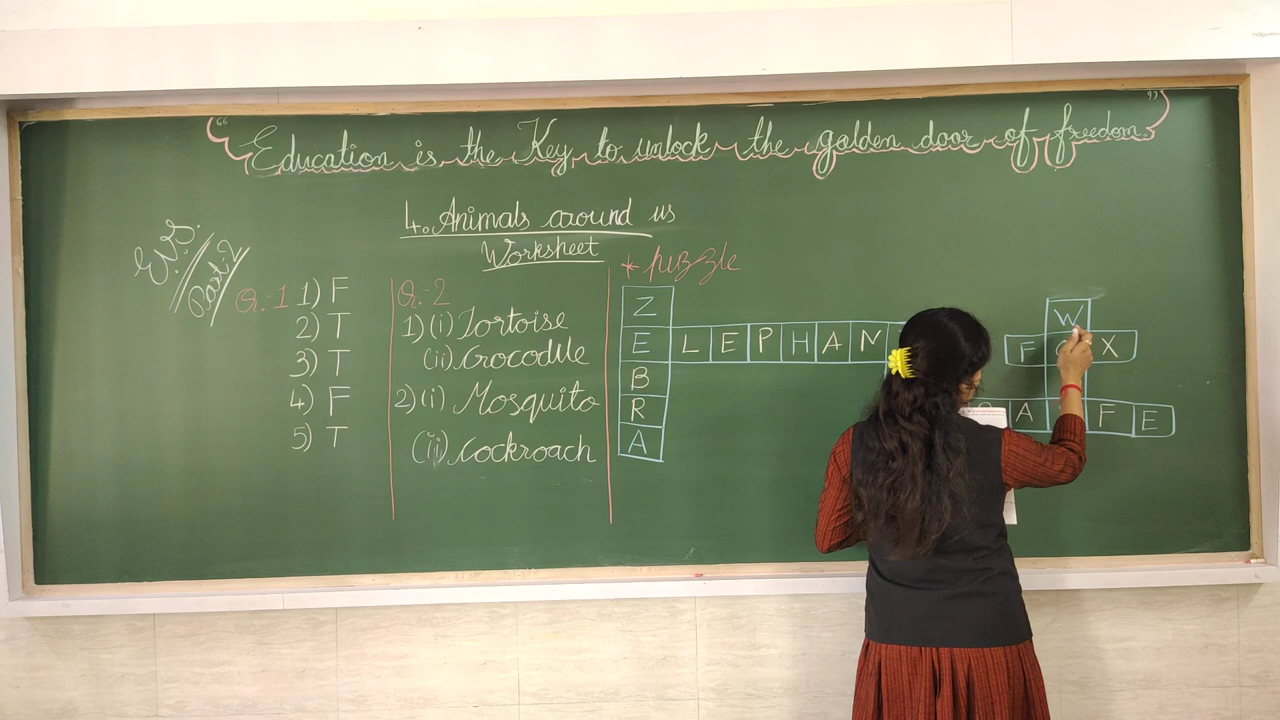 “Education is the Key to unlock the golden door of freedom.”
4. Animals around us
Worksheet
E.V.S.
Part-2
Q.-1 1) F
2) T
3) T
4) F
5) T
Q.-2
1) (i) Tortoise
(ii) Crocodile
2) (i) Mosquito
(ii) Cockroach
* Puzzle
Z
E L E P H A N
B
R
A
W
F O X
A F E